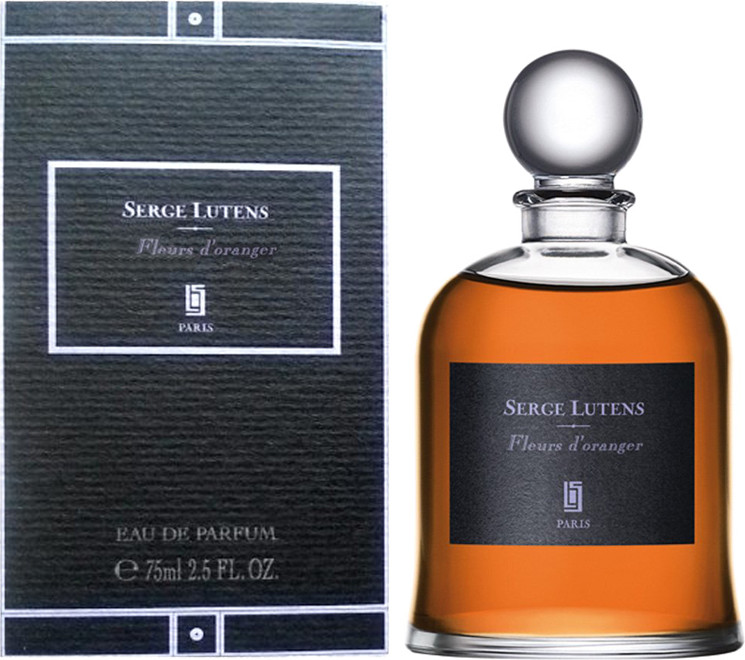 SERGE LUTENS
Fleurs d'oranger
PARIS
EAU DE PARFUM
℮ 75ml 2.5 FL.OZ.
SERGE LUTENS
Fleurs d'oranger
PARIS